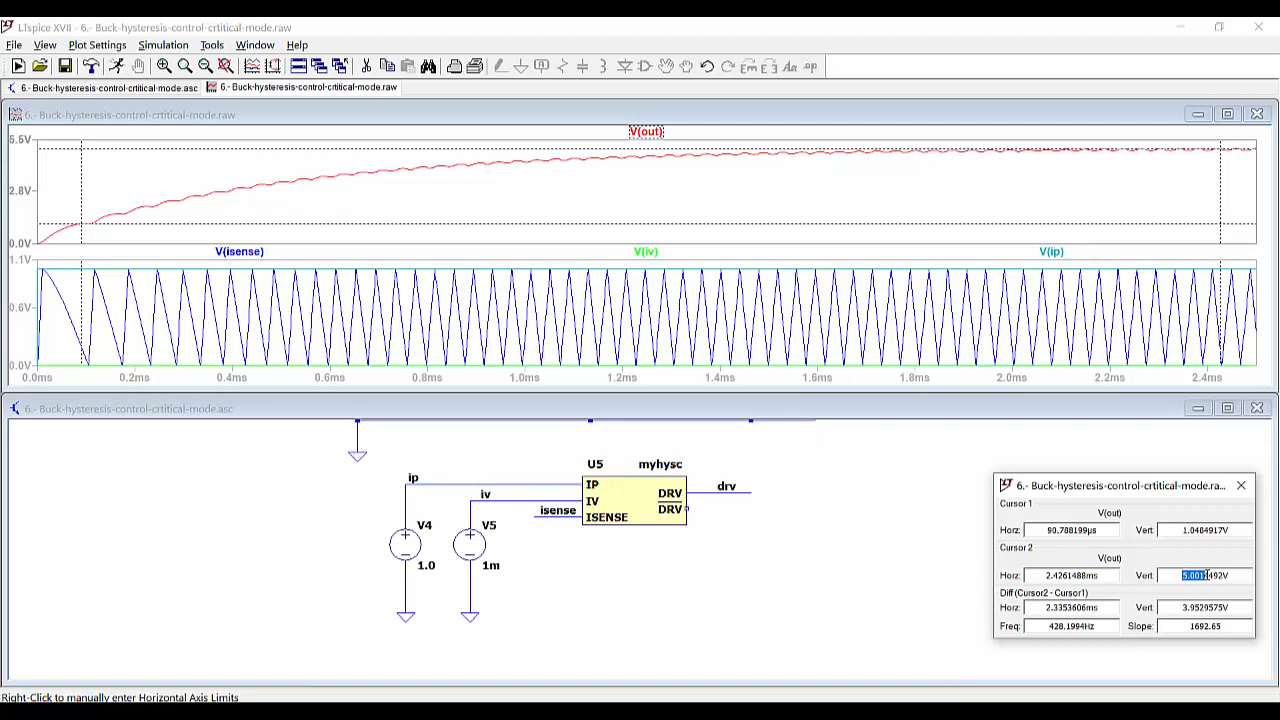 LTspice XVII - 6.- Buck-hysteresis-control-crtitical-mode.raw
File View Plot Settings Simulation Tools Window Help
6.- Buck-hysteresis-control-crtitical-mode.asc 6.- Buck-hysteresis-control-crtitical-mode.raw
6.- Buck-hysteresis-control-crtitical-mode.raw
V(out)
5.5V
2.8V
0.0V
V(isense) V(iv) V(ip)
1.1V
0.6V
0.0V
0.0ms 0.2ms 0.4ms 0.6ms 0.8ms 1.0ms 1.2ms 1.4ms 1.6ms 1.8ms 2.0ms 2.2ms 2.4ms
6.- Buck-hysteresis-control-crtitical-mode.asc
U5 myhysc
ip
IP
iv
IV
DRV
drv
isense
ISENSE
DRV
V4
V5
1.0
1m
6.- Buck-hysteresis-control-crtitical-mode.ra...
Cursor 1
V(out)
Horz: 90.788199µs Vert: 1.0484917V
Cursor 2
V(out)
Horz: 2.4261488ms Vert: 5.001
Diff (Cursor2 - Cursor1)
Horz: 2.3353606ms Vert: 3.9529575V
Freq: 428.1994Hz Slope: 1692.65
Right-Click to manually enter Horizontal Axis Limits